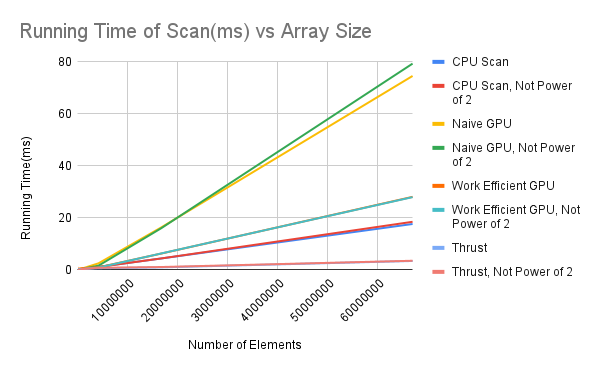 Running Time of Scan(ms) vs Array Size
80
60
40
20
0
Running Time(ms)
10000000
20000000
30000000
40000000
50000000
60000000
Number of Elements
CPU Scan
CPU Scan, Not Power
of 2
Naive GPU
Naive GPU, Not Power
of 2
Work Efficient GPU
Work Efficient GPU, Not
Power of 2
Thrust
Thrust, Not Power of 2